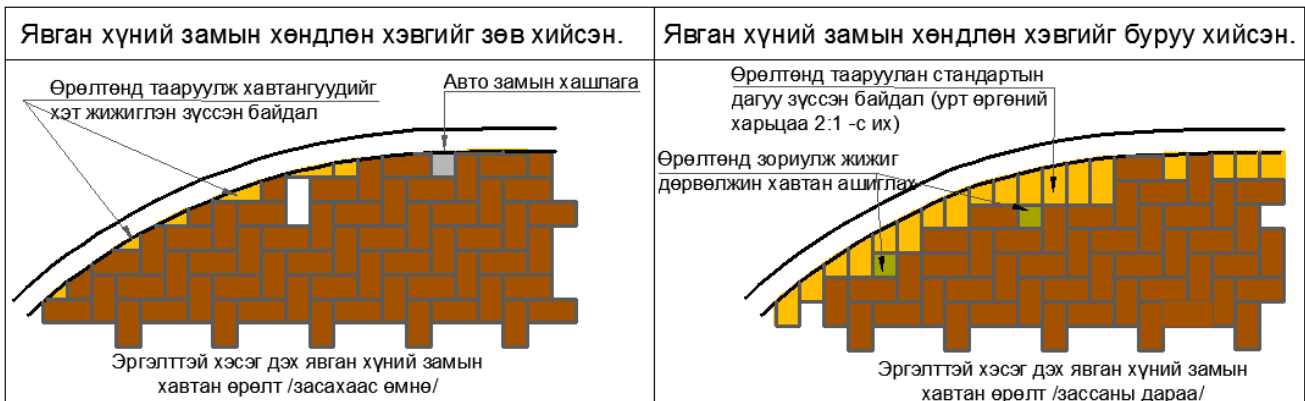 Явган хүний замын хөндлөн хэвгийг зөв хийсэн.
Өрөлтөнд тааруулж хавтангуудийг
хэт жижиглэн зүссэн байдал
Авто замын хашлага
Эргэлттэй хэсэг дэх явган хүний замын
хавтан өрөлт /засахаас өмнө/
Явган хүний замын хөндлөн хэвгийг буруу хийсэн.
Өрөлтөнд тааруулан стандартын
дагуу зүссэн байдал (урт өргөний
харьцаа 2:1 -с их)
Өрөлтөнд зориулж жижиг
дөрвөлжин хавтан ашиглах
Эргэлттэй хэсэг дэх явган хүний замын
хавтан өрөлт /зассаны дараа/